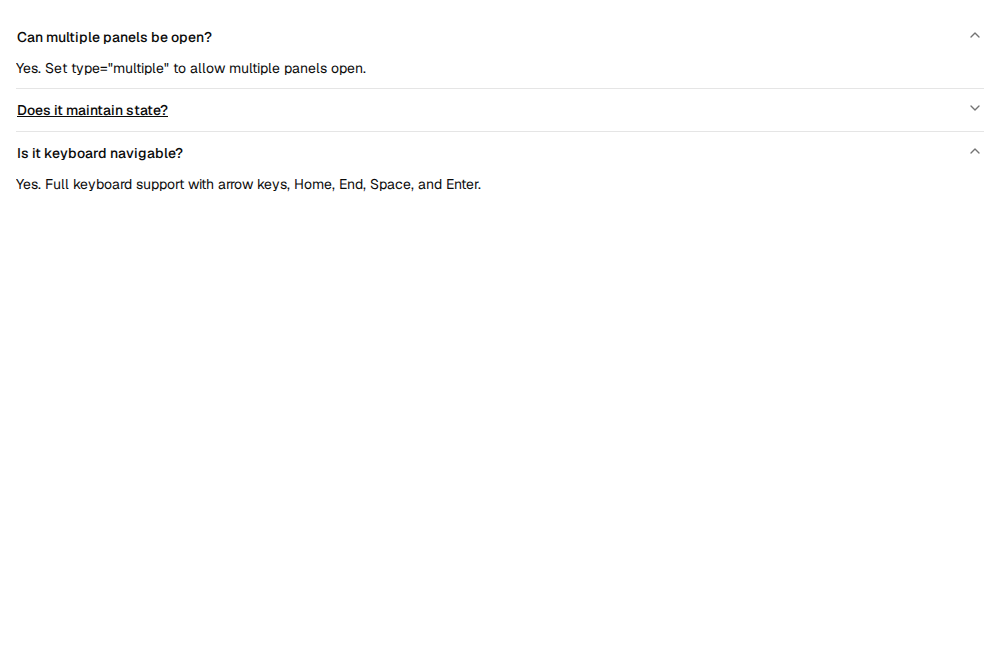 Can multiple panels be open?
Yes. Set type="multiple" to allow multiple panels open.
Does it maintain state?
Is it keyboard navigable?
Yes. Full keyboard support with arrow keys, Home, End, Space, and Enter.